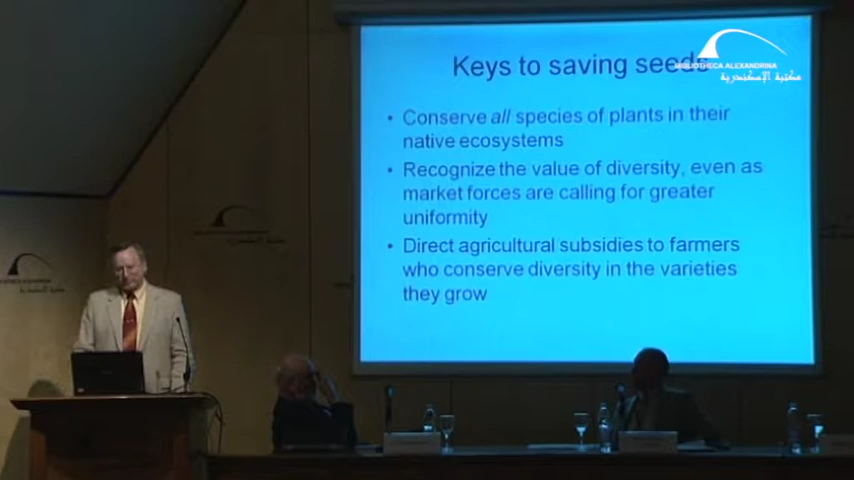 Keys to saving seeds
BIBLIOTHECA ALEXANDRINA
مكتبة الإسكندرية
• Conserve all species of plants in their
native ecosystems
• Recognize the value of diversity, even as
market forces are calling for greater
uniformity
• Direct agricultural subsidies to farmers
who conserve diversity in the varieties
they grow